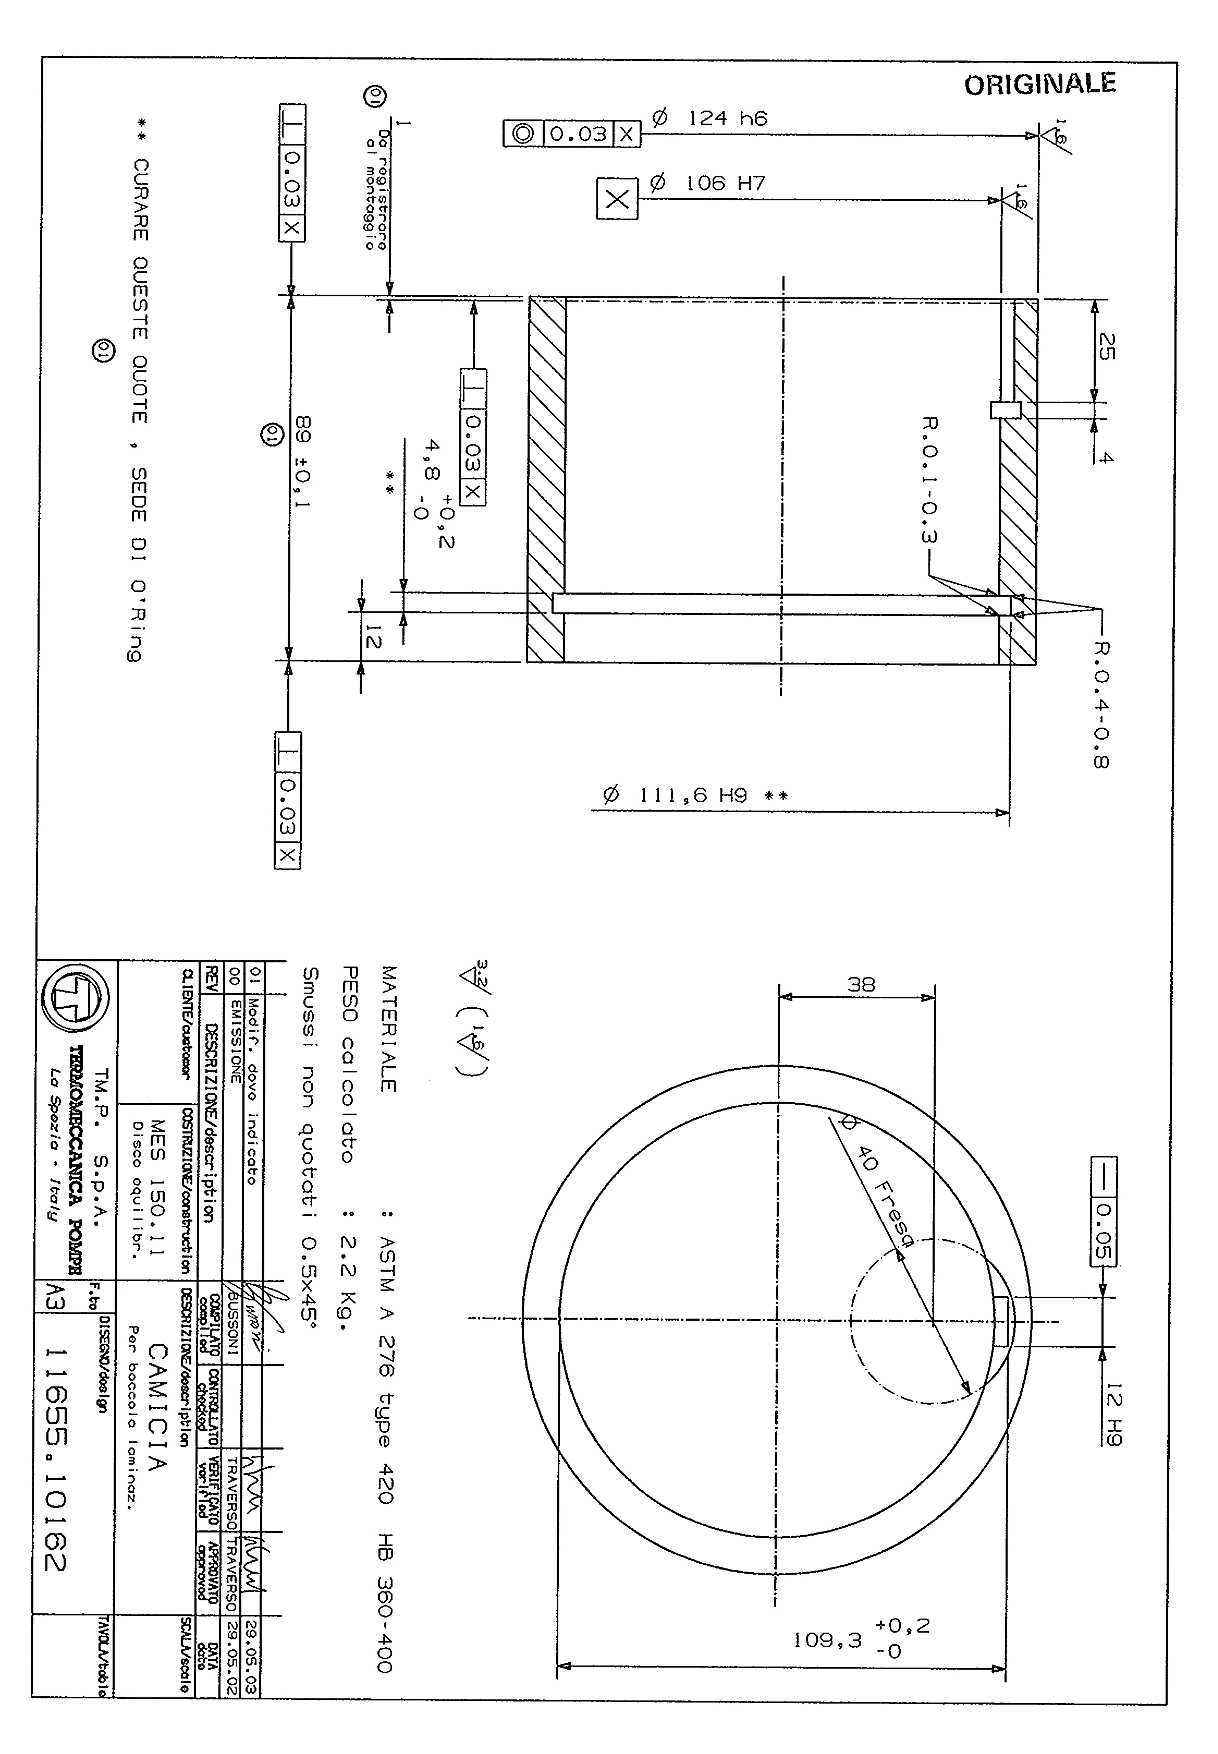 ORIGINALE
⌀ 124 h6
◎ 0.03 X
1.6
⌀ 106 H7
X
1.6
01
1
Da registrare
al montaggio
⊥ 0.03 X
** CURARE QUESTE QUOTE , SEDE DI O'Ring
01
89 ±0,1
01
⊥ 0.03 X
4,8 +0,2
-0
**
12
⊥ 0.03 X
25
4
R.0.1-0.3
R.0.4-0.8
⌀ 111,6 H9 **
38
⌀ 40 Fresa
— 0.05
12 H9
109,3 +0,2
-0
3.2 ( 1.6 )
MATERIALE : ASTM A 276 type 420 HB 360-400
PESO calcolato : 2.2 Kg.
Smussi non quotati 0.5x45°
01 Modif. dove indicato 29.05.03
00 EMISSIONE BUSSONI TRAVERSO TRAVERSO 29.05.02
REV DESCRIZIONE/description COMPILATO CONTROLLATO VERIFICATO APPROVATO DATA
compiled checked verified approved date
CLIENTE/customer COSTRUZIONE/construction DESCRIZIONE/description SCALA/scale
MES 150.11 CAMICIA
Disco equilibr. Per boccola laminaz.
TM.P. S.p.A. F.to DISEGNO/design TAVOLA/table
TERMOMECCANICA POMPE
La Spezia - Italy
A3 11655.10162